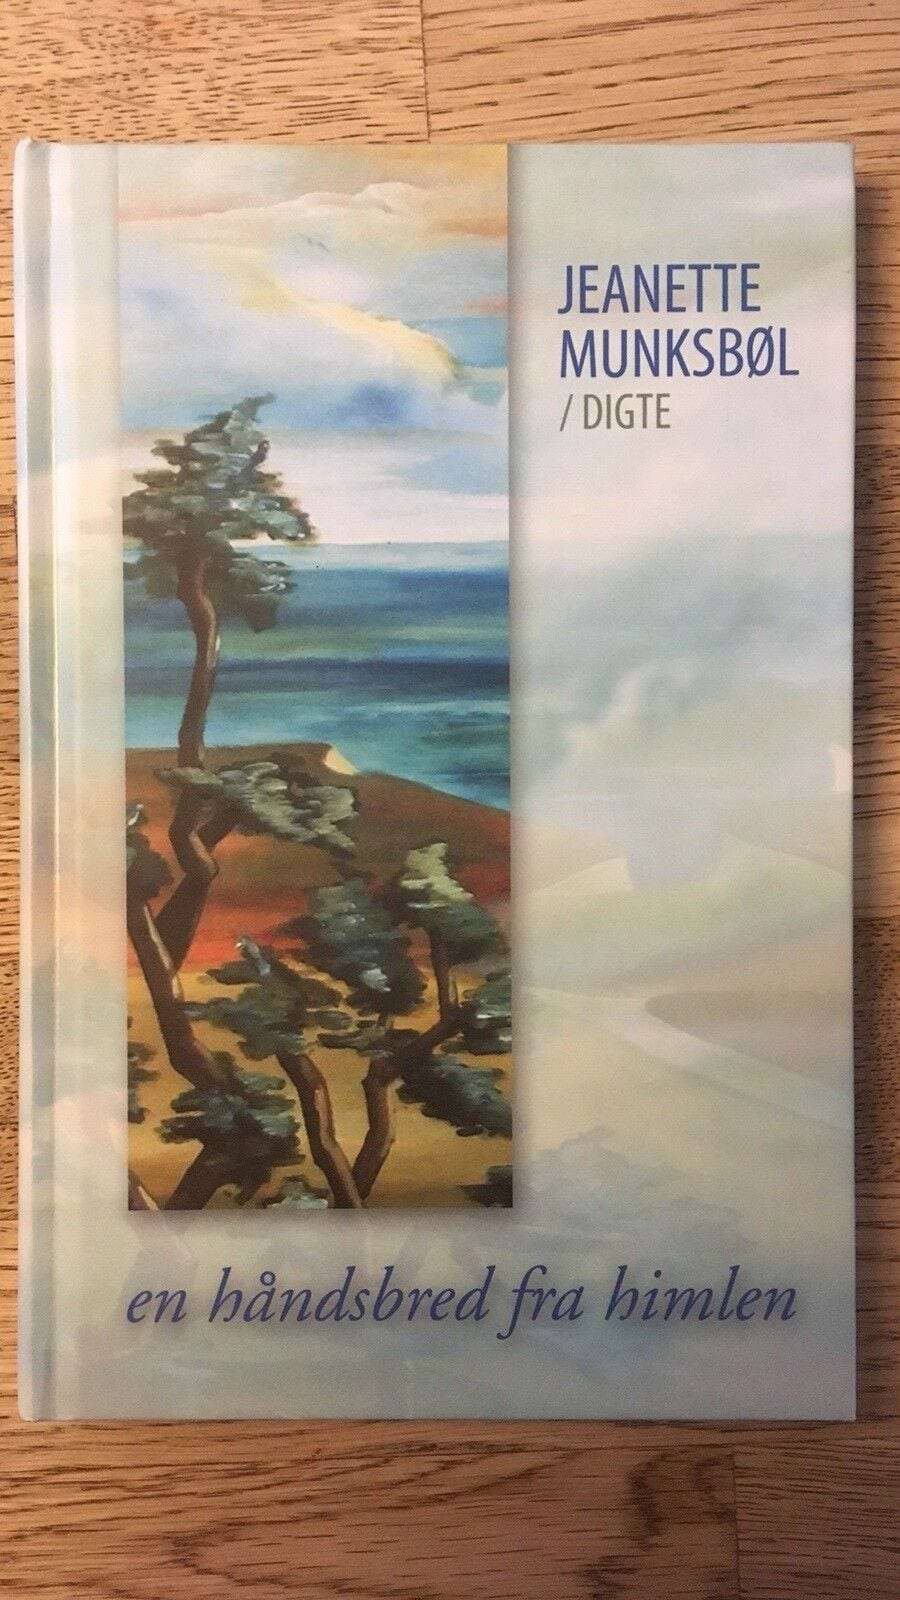 JEANETTE
MUNKSBØL
/ DIGTE
en håndsbred fra himlen